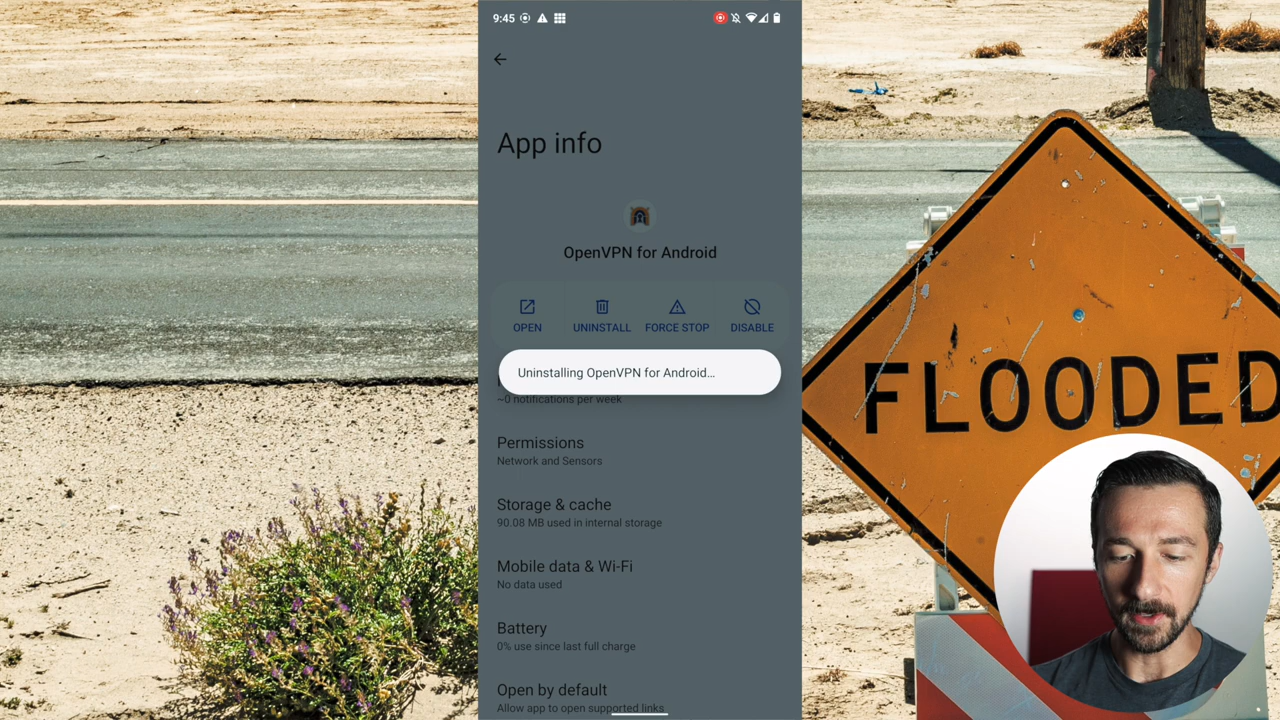 9:45
App info
OpenVPN for Android
OPEN
UNINSTALL
FORCE STOP
DISABLE
Uninstalling OpenVPN for Android…
~0 notifications per week
Permissions
Network and Sensors
Storage & cache
90.08 MB used in internal storage
Mobile data & Wi-Fi
No data used
Battery
0% use since last full charge
Open by default
Allow app to open supported links
FLOODED